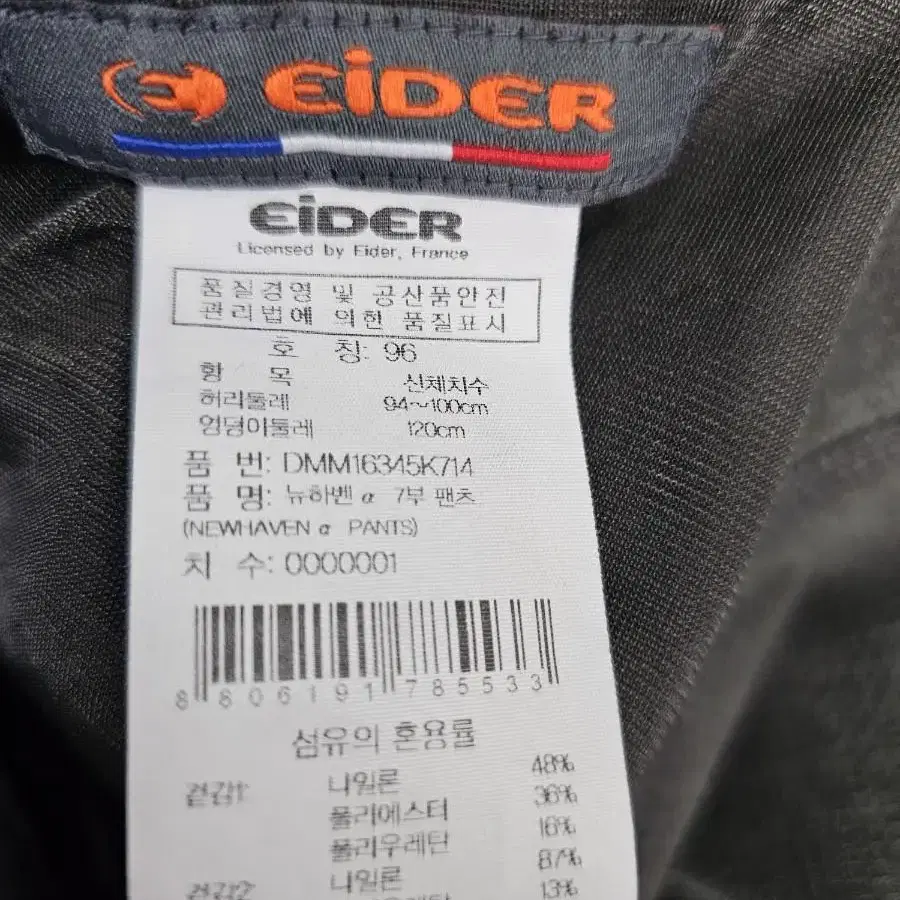 EiDER
EiDER
Licensed by Eider, France
품질경영 및 공산품안전
관리법에 의한 품질표시
호 칭: 96
항 목 신체치수
허리둘레 94~100cm
엉덩이둘레 120cm
품 번: DMM16345K714
품 명: 뉴하벤 α 7부 팬츠
(NEWHAVEN α PANTS)
치 수: 0000001
8 806191 785533
섬유의 혼용률
겉감1: 나일론 48%
폴리에스터 36%
폴리우레탄 16%
겉감2: 나일론 87%
13%